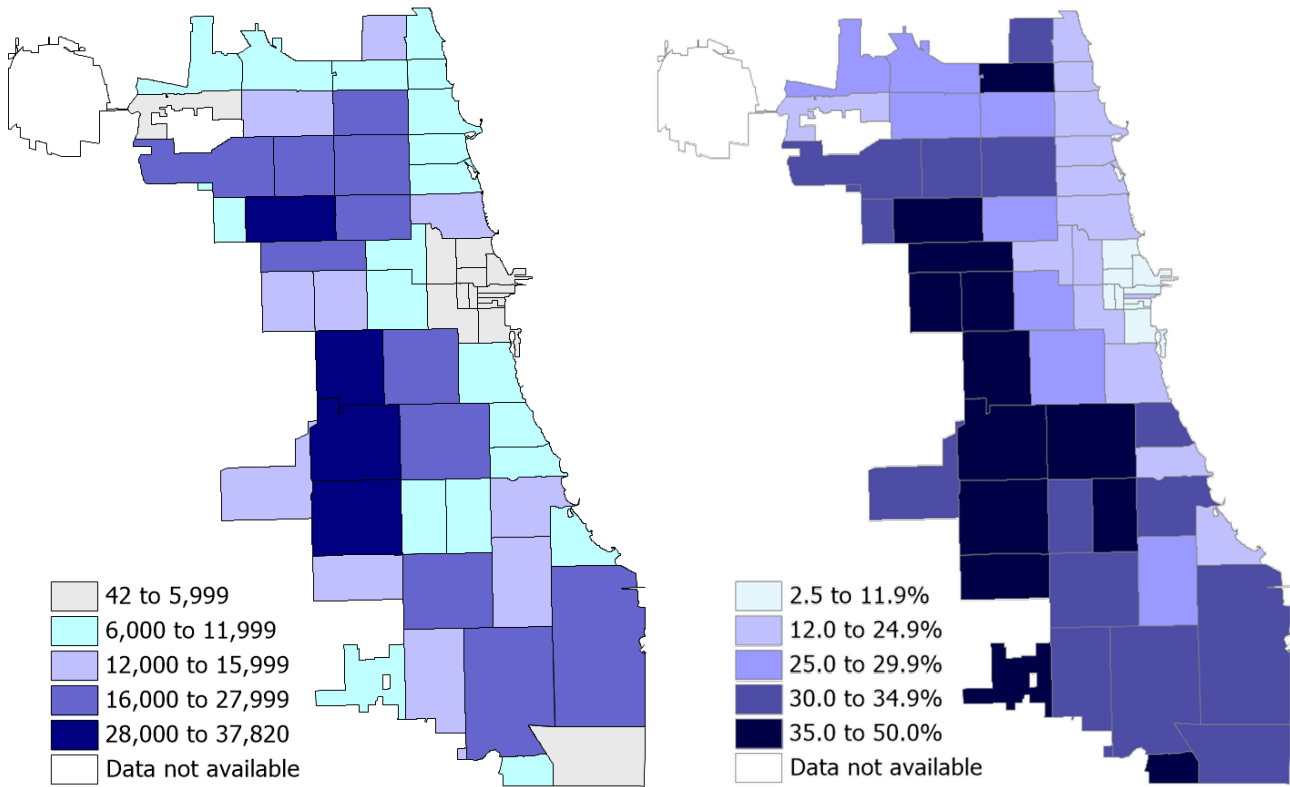 42 to 5,999
6,000 to 11,999
12,000 to 15,999
16,000 to 27,999
28,000 to 37,820
Data not available
2.5 to 11.9%
12.0 to 24.9%
25.0 to 29.9%
30.0 to 34.9%
35.0 to 50.0%
Data not available